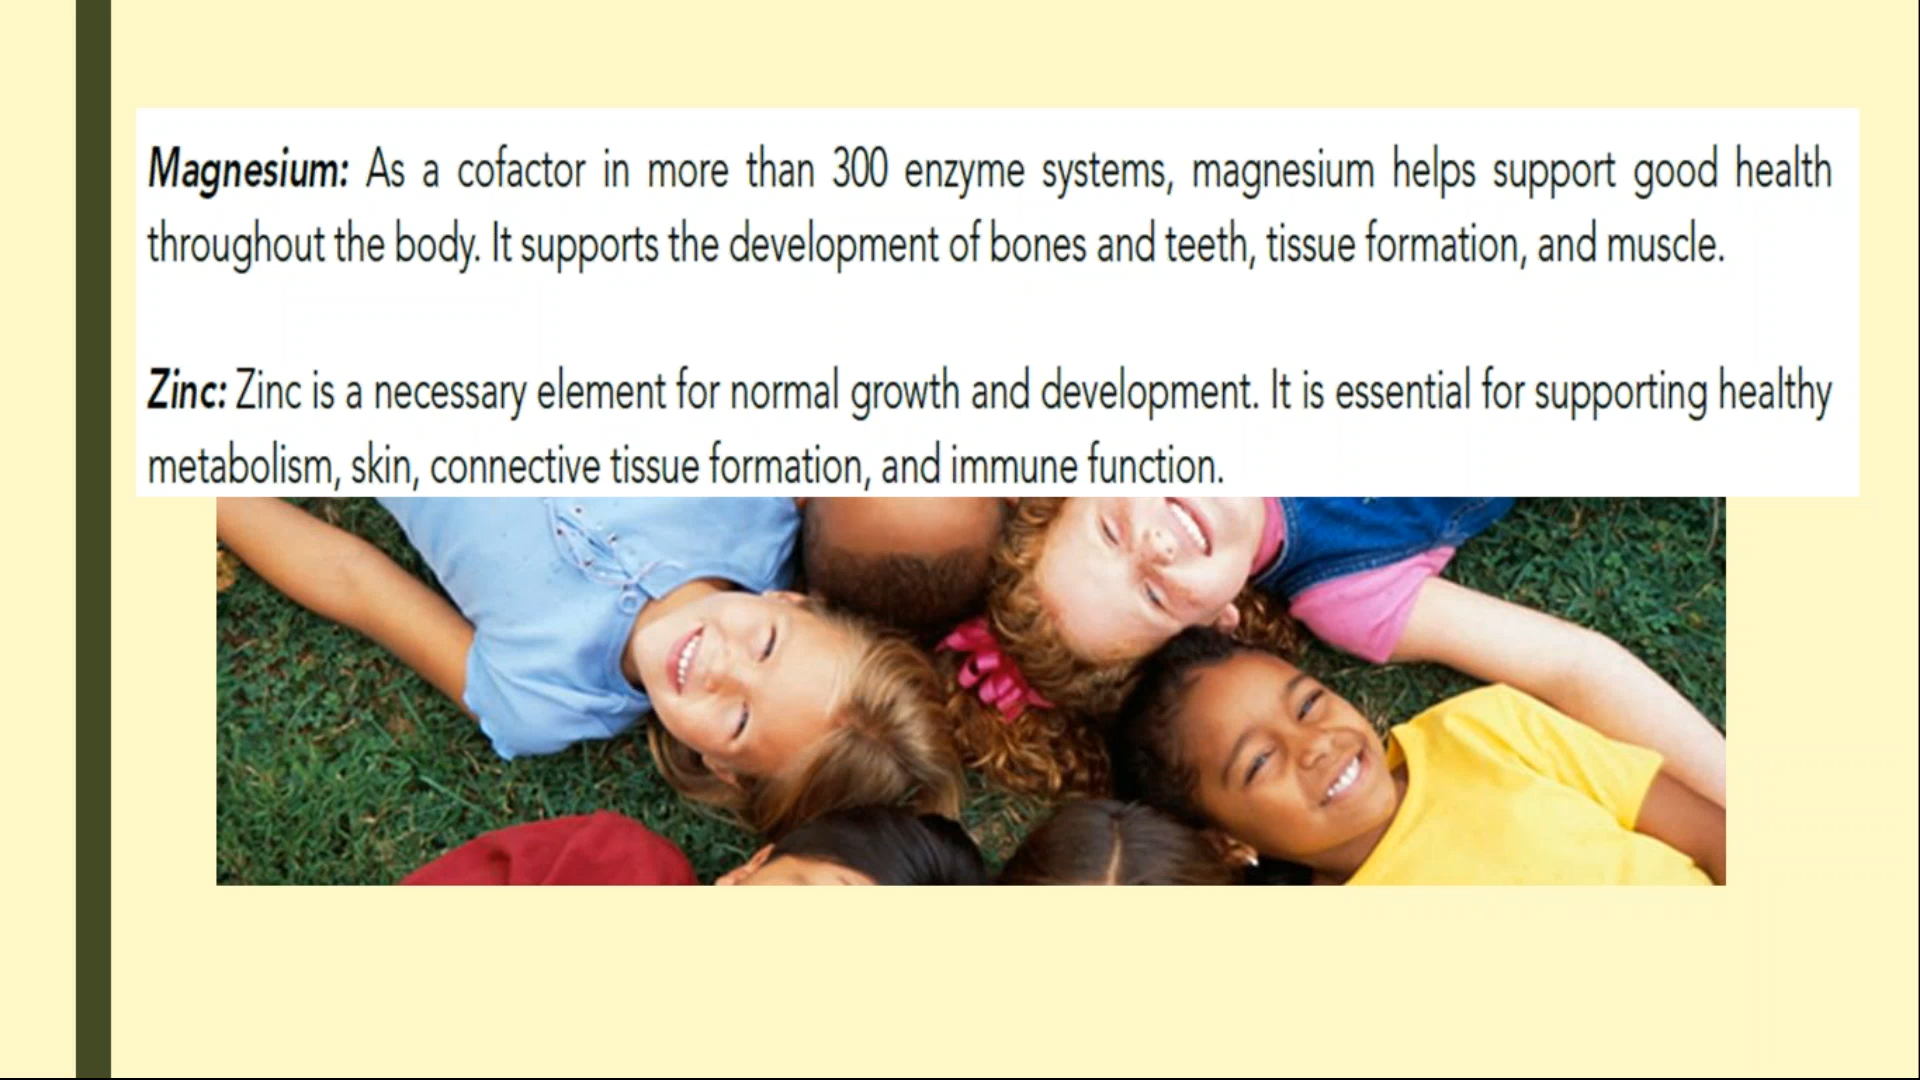 Magnesium: As a cofactor in more than 300 enzyme systems, magnesium helps support good health
throughout the body. It supports the development of bones and teeth, tissue formation, and muscle.
Zinc: Zinc is a necessary element for normal growth and development. It is essential for supporting healthy
metabolism, skin, connective tissue formation, and immune function.